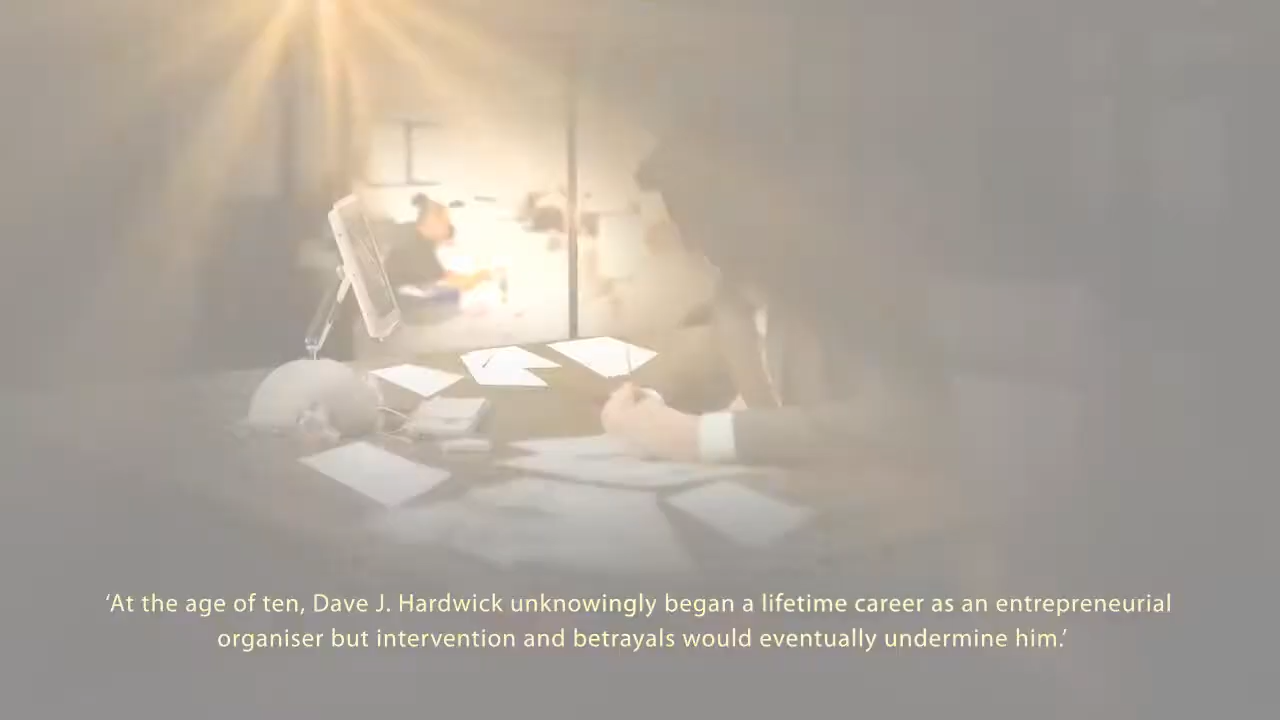 ‘At the age of ten, Dave J. Hardwick unknowingly began a lifetime career as an entrepreneurial
organiser but intervention and betrayals would eventually undermine him.’